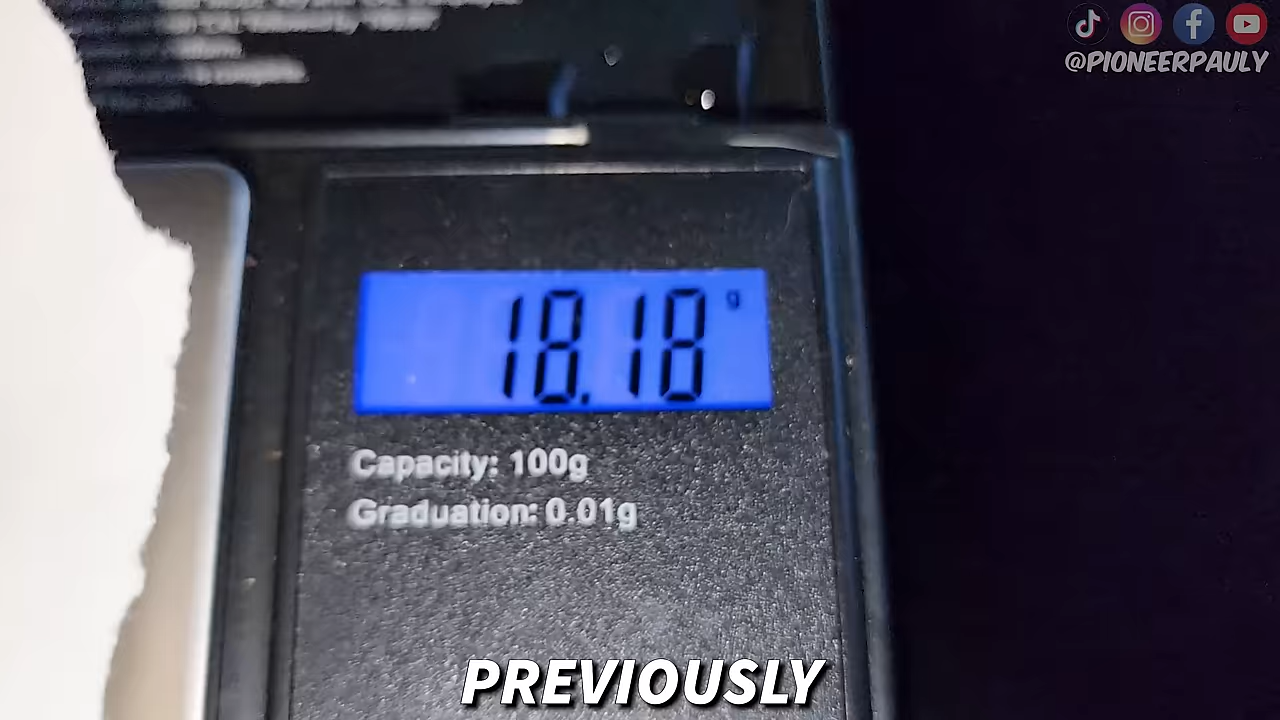 @PIONEERPAULY
18.18 g
Capacity: 100g
Graduation: 0.01g
PREVIOUSLY